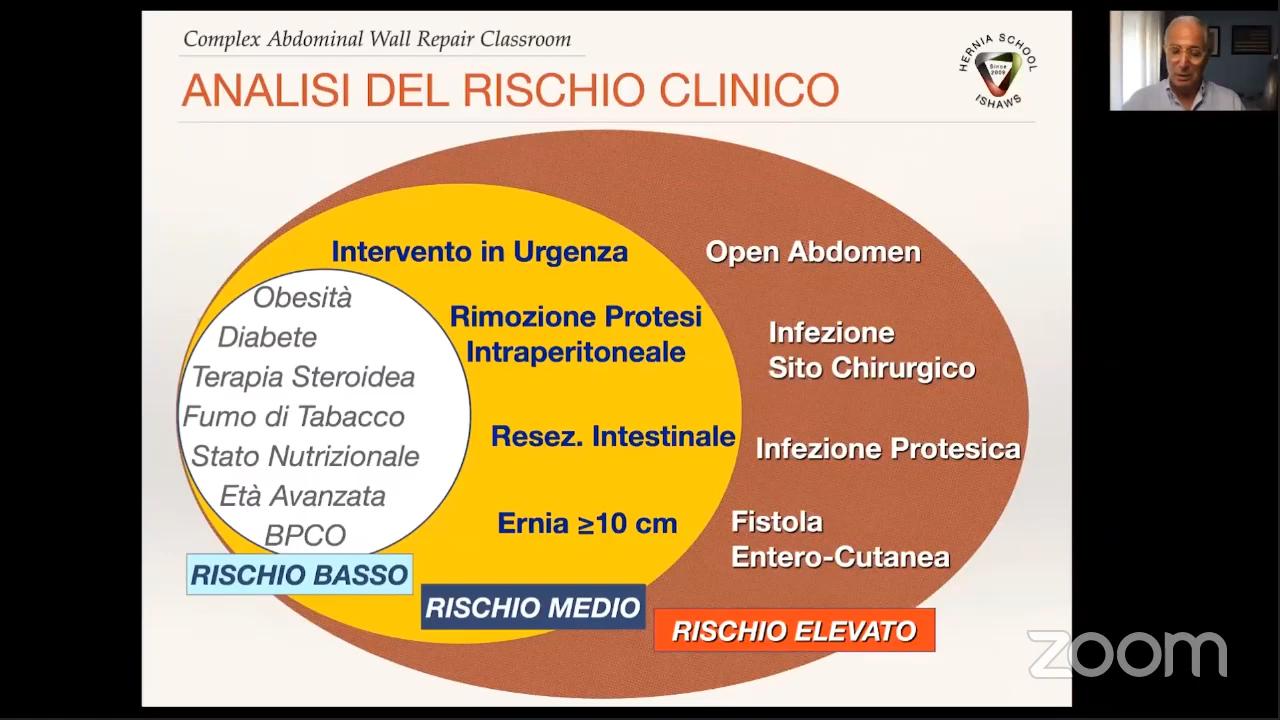 Complex Abdominal Wall Repair Classroom
ANALISI DEL RISCHIO CLINICO
HERNIA SCHOOL
Since
2009
ISHAWS
Intervento in Urgenza
Open Abdomen
Obesità
Diabete
Terapia Steroidea
Fumo di Tabacco
Stato Nutrizionale
Età Avanzata
BPCO
Rimozione Protesi
Intraperitoneale
Resez. Intestinale
Ernia ≥10 cm
Infezione
Sito Chirurgico
Infezione Protesica
Fistola
Entero-Cutanea
RISCHIO BASSO
RISCHIO MEDIO
RISCHIO ELEVATO
zoom